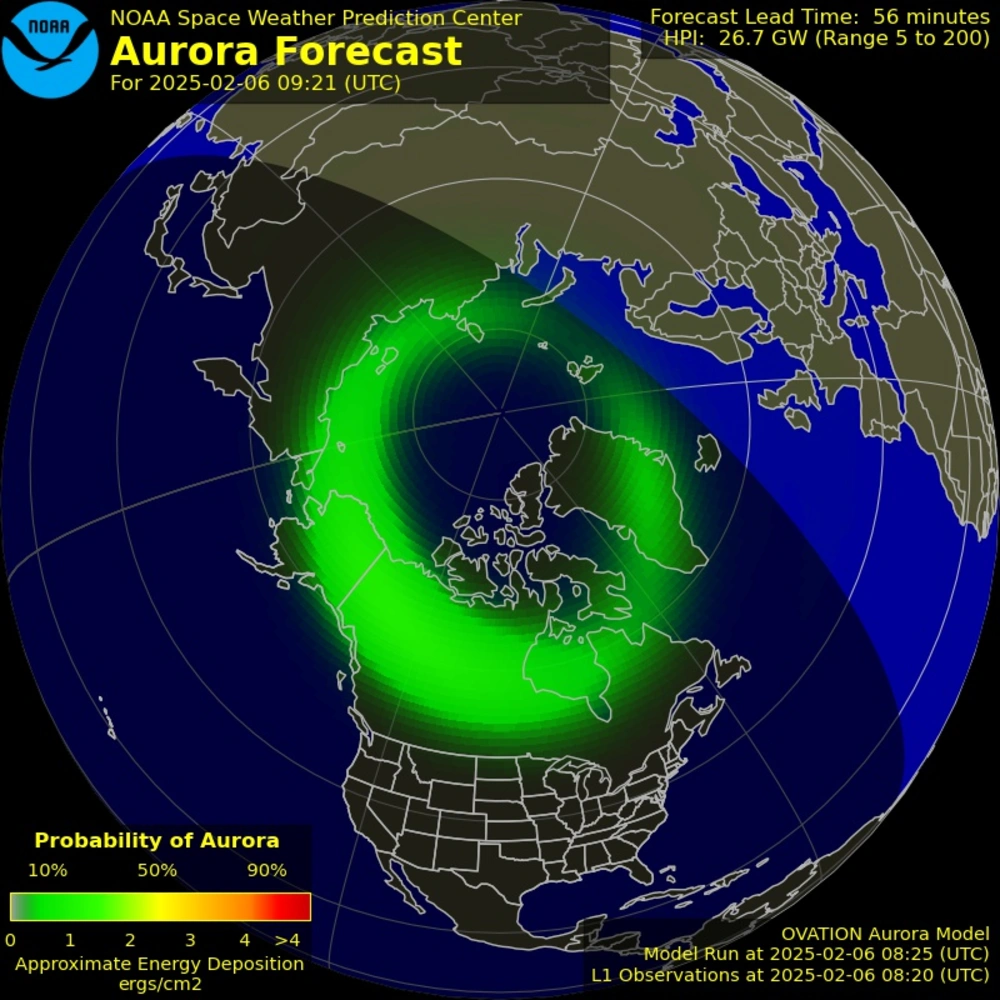 NOAA
NOAA Space Weather Prediction Center
Aurora Forecast
For 2025-02-06 09:21 (UTC)
Forecast Lead Time: 56 minutes
HPI: 26.7 GW (Range 5 to 200)
Probability of Aurora
10% 50% 90%
0 1 2 3 4 >4
Approximate Energy Deposition
ergs/cm2
OVATION Aurora Model
Model Run at 2025-02-06 08:25 (UTC)
L1 Observations at 2025-02-06 08:20 (UTC)